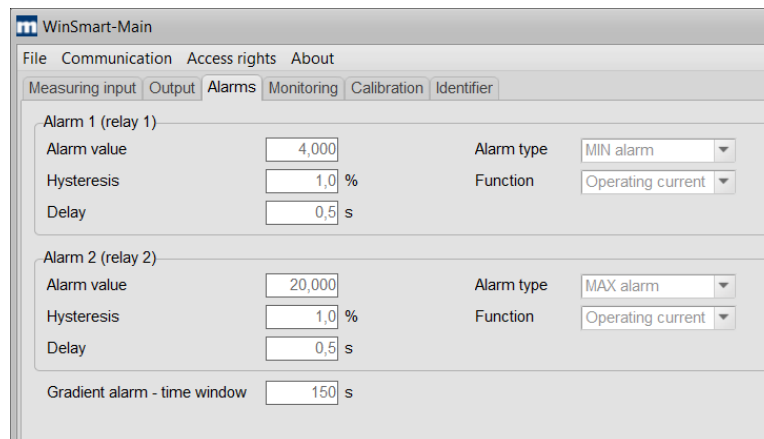 m WinSmart-Main
File Communication Access rights About
Measuring input Output Alarms Monitoring Calibration Identifier
Alarm 1 (relay 1)
Alarm value 4,000 Alarm type MIN alarm
Hysteresis 1,0 % Function Operating current
Delay 0,5 s
Alarm 2 (relay 2)
Alarm value 20,000 Alarm type MAX alarm
Hysteresis 1,0 % Function Operating current
Delay 0,5 s
Gradient alarm - time window 150 s